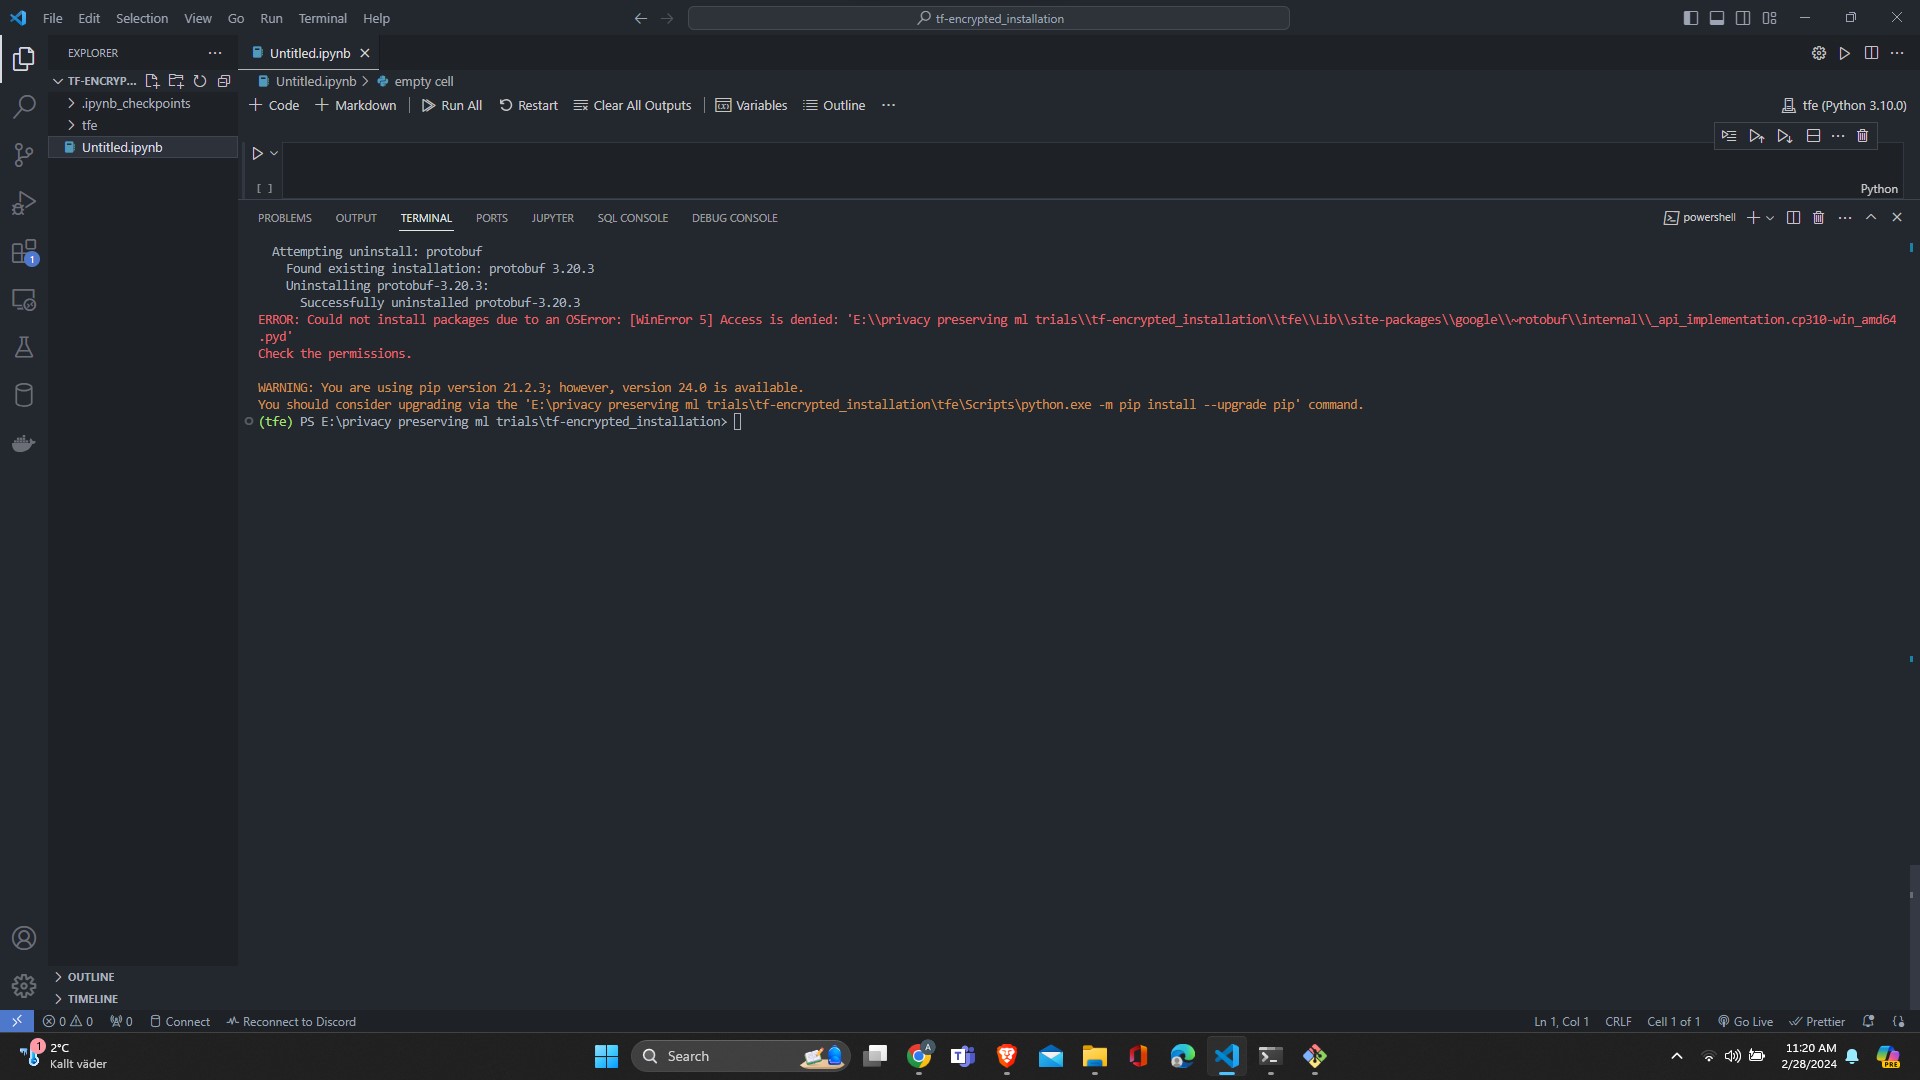 File Edit Selection View Go Run Terminal Help
tf-encrypted_installation
EXPLORER
Untitled.ipynb
TF-ENCRYP...
Untitled.ipynb > empty cell
.ipynb_checkpoints
tfe
Untitled.ipynb
+ Code + Markdown Run All Restart Clear All Outputs Variables Outline ...
tfe (Python 3.10.0)
[ ]
Python
PROBLEMS OUTPUT TERMINAL PORTS JUPYTER SQL CONSOLE DEBUG CONSOLE
powershell
Attempting uninstall: protobuf
Found existing installation: protobuf 3.20.3
Uninstalling protobuf-3.20.3:
Successfully uninstalled protobuf-3.20.3
ERROR: Could not install packages due to an OSError: [WinError 5] Access is denied: 'E:\\privacy preserving ml trials\\tf-encrypted_installation\\tfe\\Lib\\site-packages\\google\\~rotobuf\\internal\\_api_implementation.cp310-win_amd64
.pyd'
Check the permissions.
WARNING: You are using pip version 21.2.3; however, version 24.0 is available.
You should consider upgrading via the 'E:\privacy preserving ml trials\tf-encrypted_installation\tfe\Scripts\python.exe -m pip install --upgrade pip' command.
(tfe) PS E:\privacy preserving ml trials\tf-encrypted_installation>
1
OUTLINE
TIMELINE
0 0 0 Connect Reconnect to Discord
Ln 1, Col 1 CRLF Cell 1 of 1 Go Live Prettier
1
2°C
Kallt väder
Search
A
11:20 AM
2/28/2024
PRE